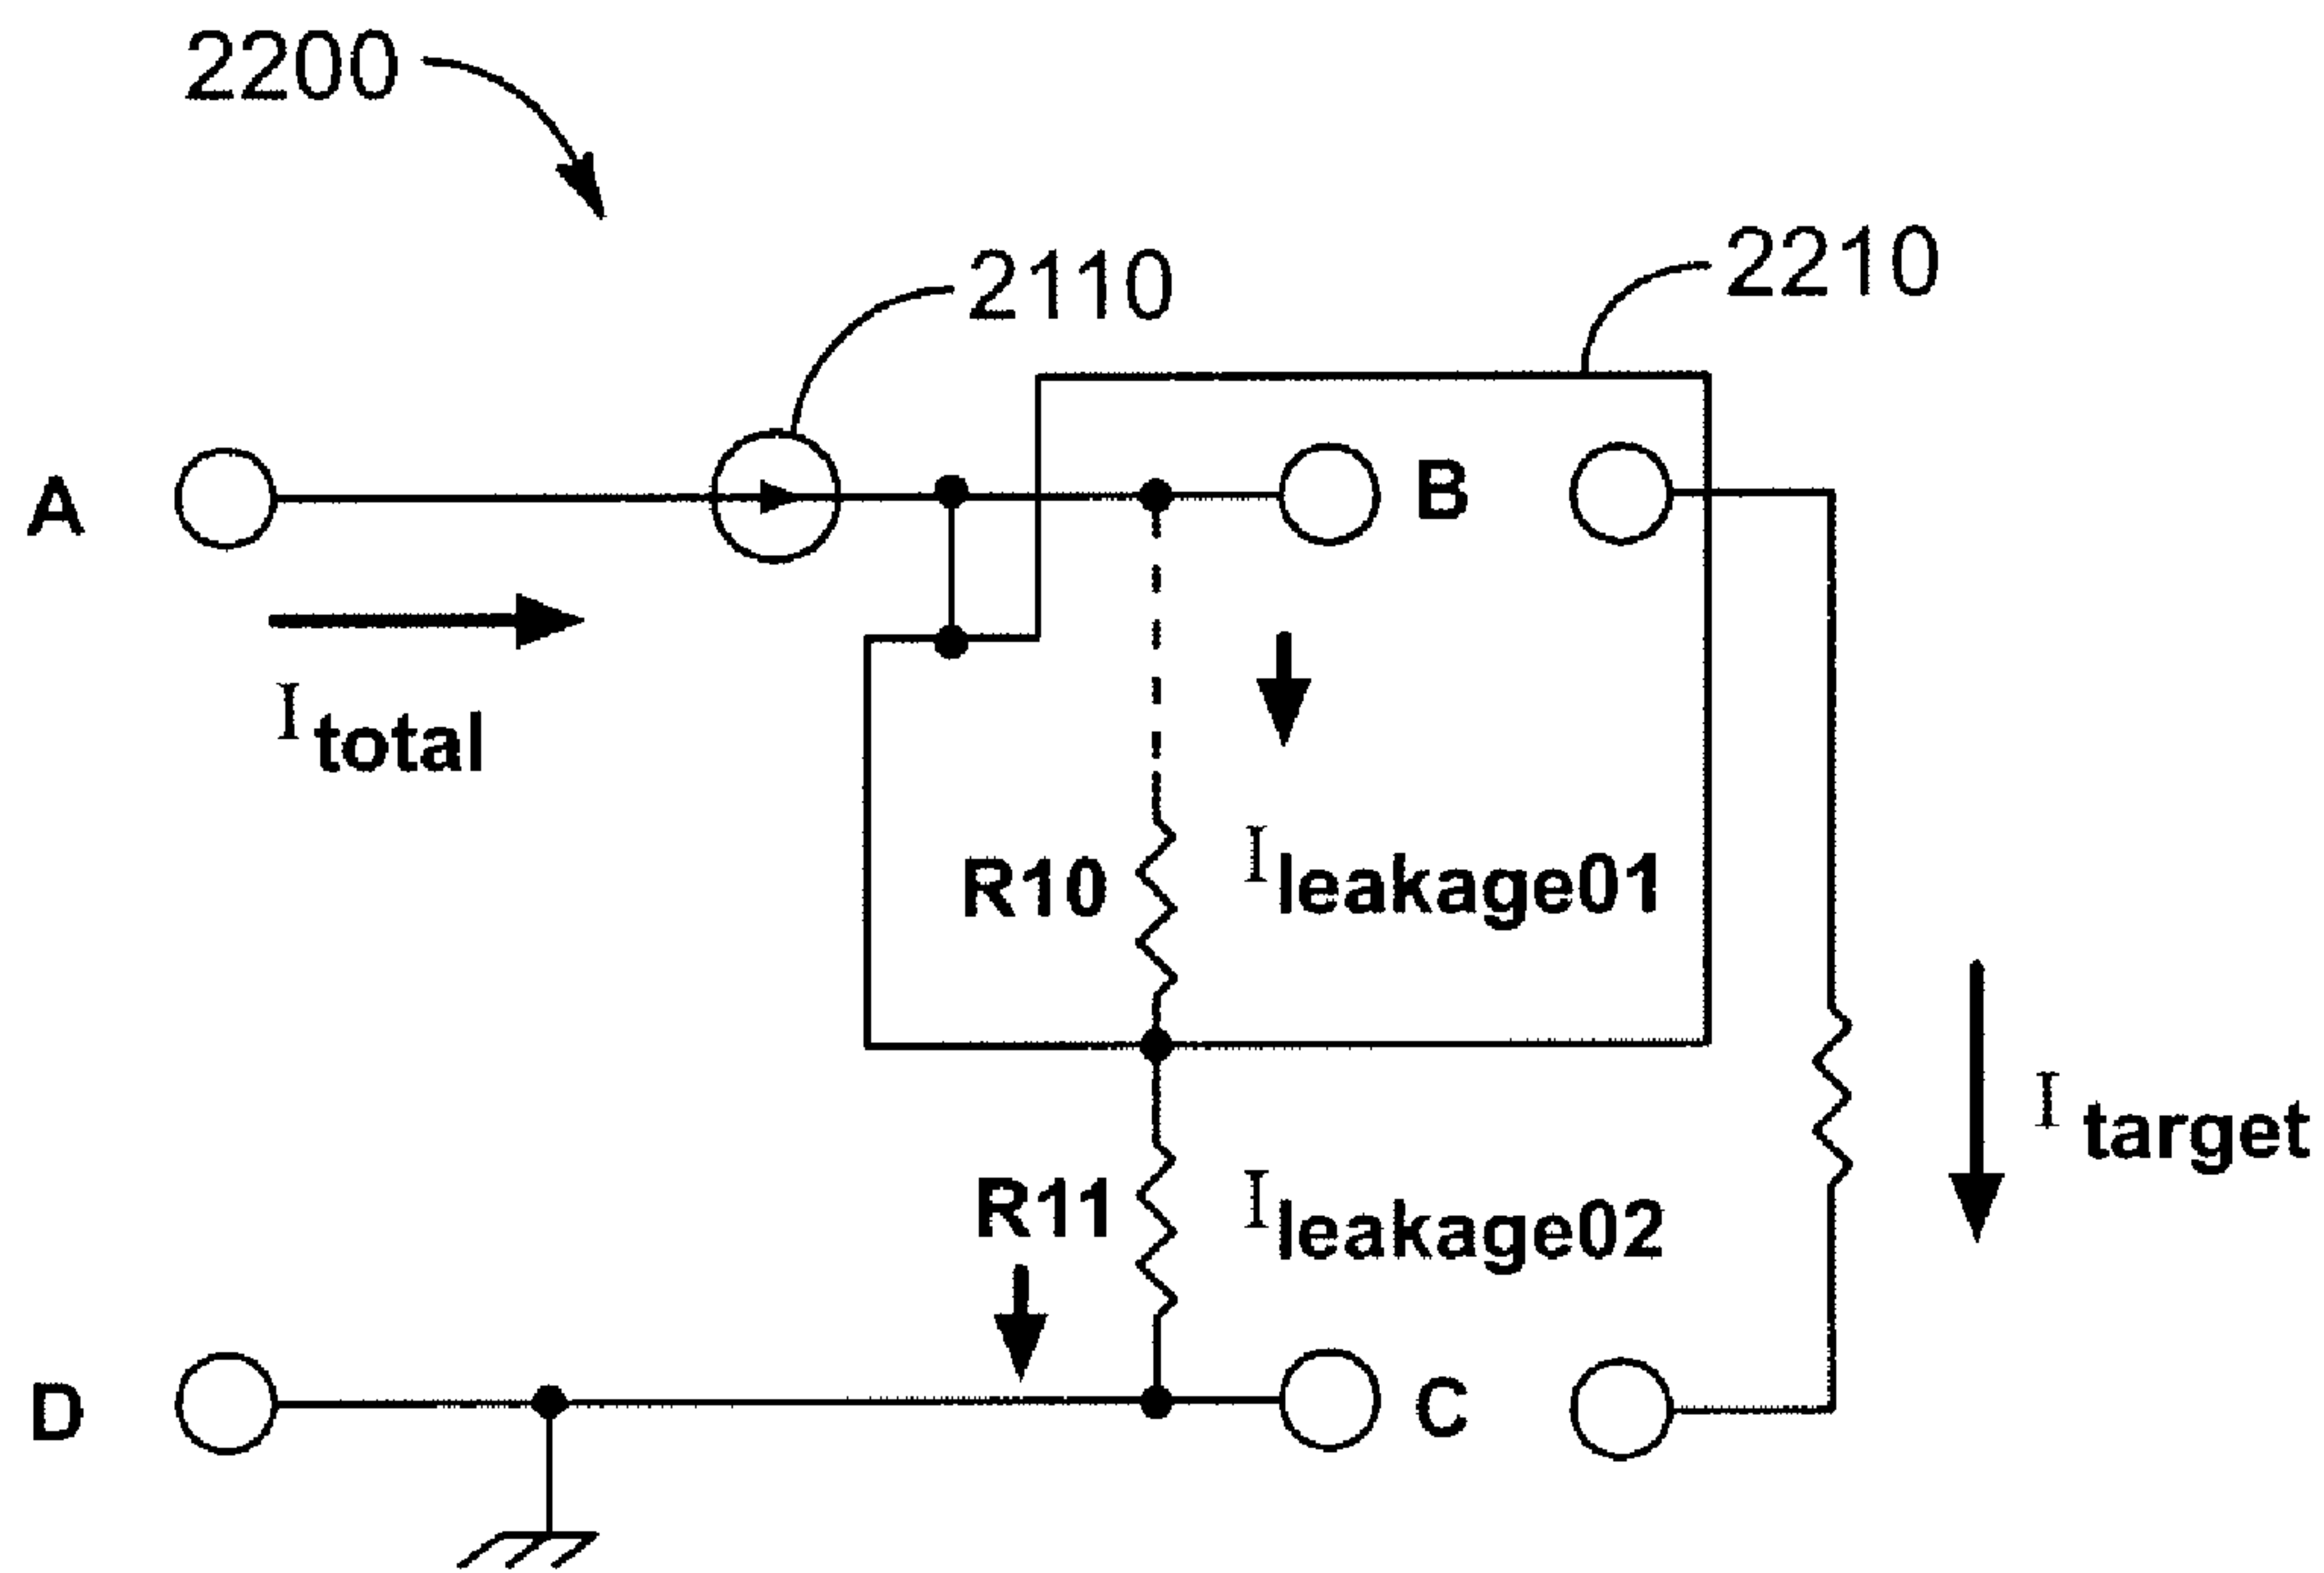 2200
2110
2210
A
B
I total
R10
I leakage01
I target
R11
I leakage02
D
C